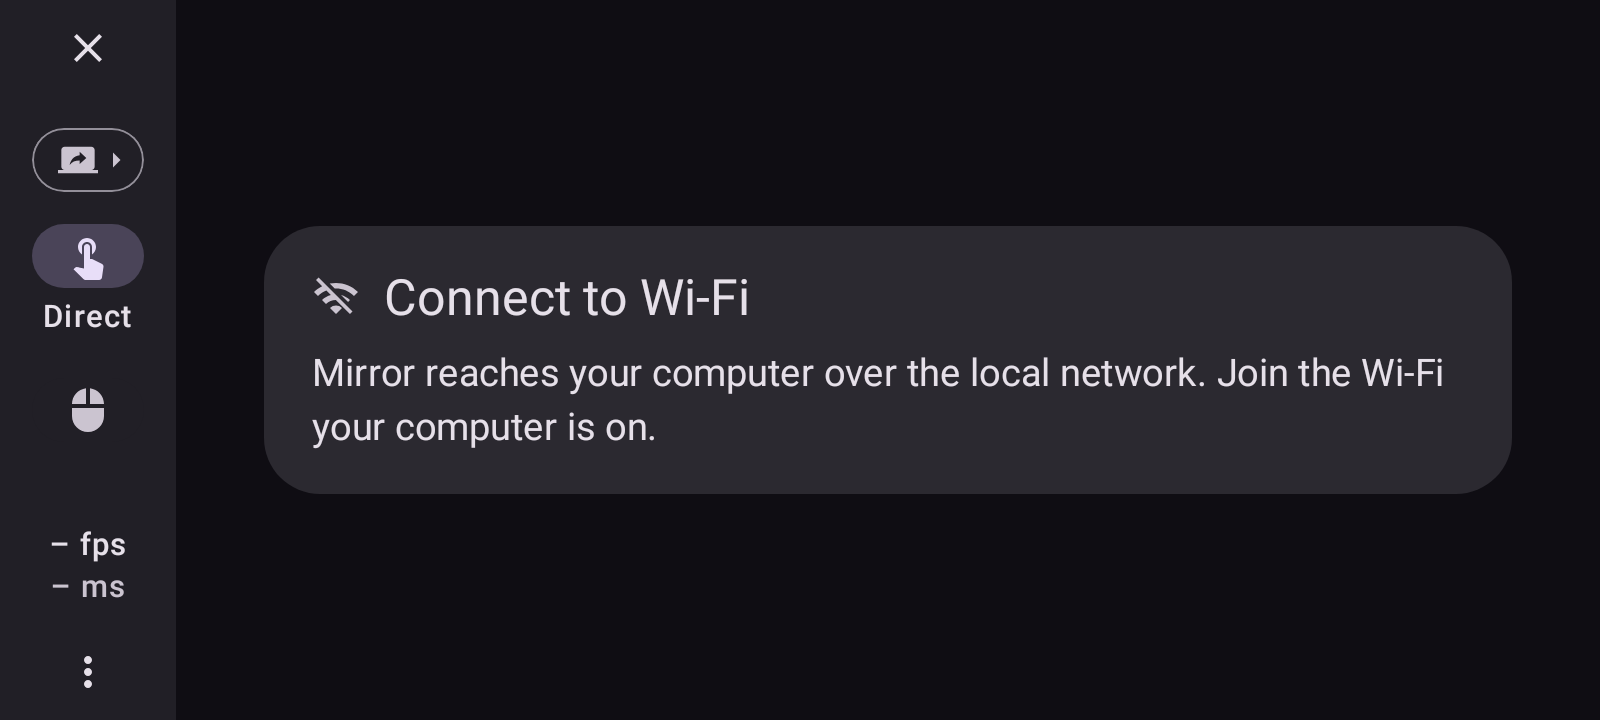 Direct
– fps
– ms
Connect to Wi-Fi
Mirror reaches your computer over the local network. Join the Wi-Fi
your computer is on.